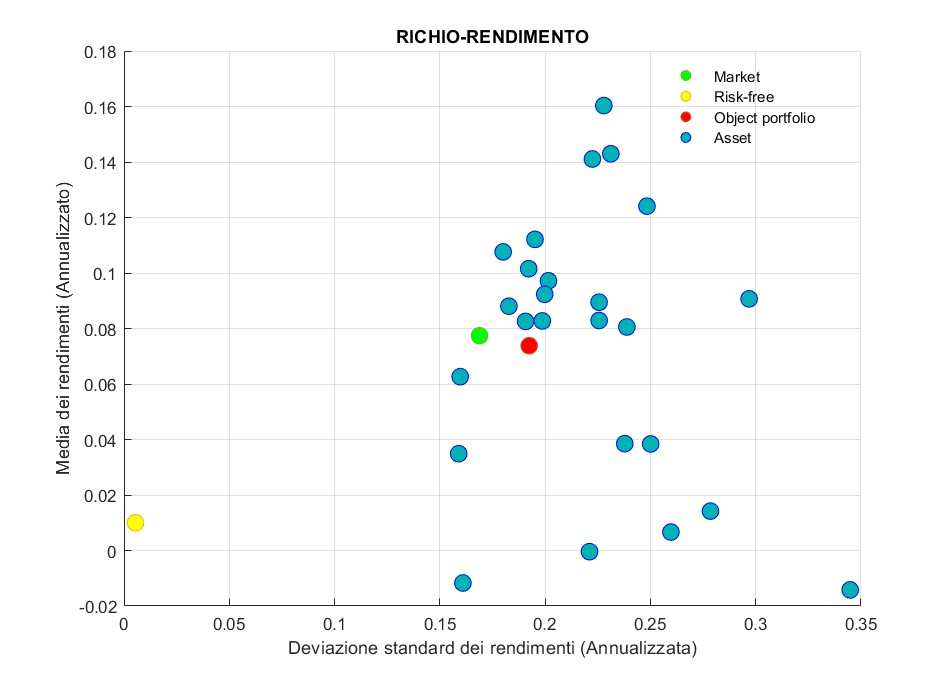 RICHIO-RENDIMENTO
Market
Risk-free
Object portfolio
Asset
Media dei rendimenti (Annualizzato)
0.18
0.16
0.14
0.12
0.1
0.08
0.06
0.04
0.02
0
-0.02
0 0.05 0.1 0.15 0.2 0.25 0.3 0.35
Deviazione standard dei rendimenti (Annualizzata)